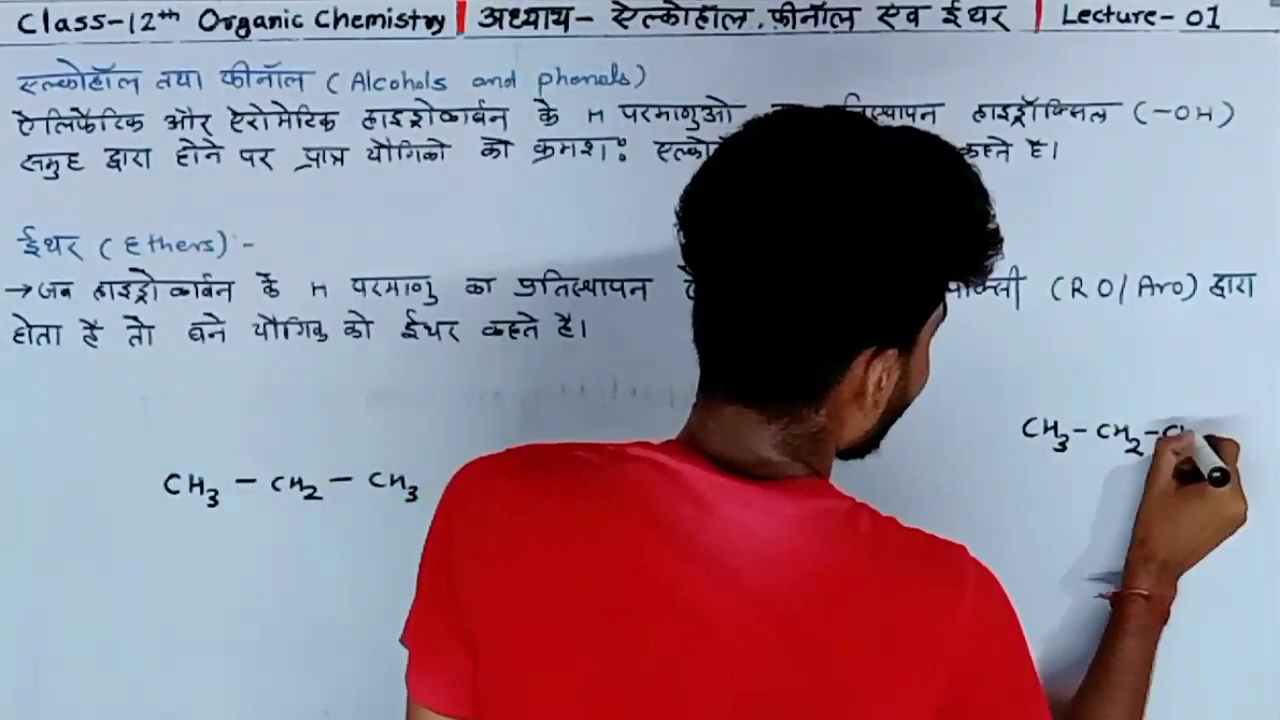 Class-12th Organic Chemistry | अध्याय- ऐल्कोहॉल, फीनॉल एंव ईथर | Lecture- 01
एल्कोहॉल तथा फीनॉल (Alcohols and phenols)
ऐलिफैटिक और ऐरोमेटिक हाइड्रोकार्बन के H परमाणुओ हाइड्रॉक्सिल (-OH)
समुह द्वारा होने पर प्राप्त यौगिको को क्रमशः कहते है।
ईथर (Ethers) :-
→जब हाइड्रोकार्बन के H परमाणु का प्रतिस्थापन (RO/ArO) द्वारा
होता है तो बने यौगिक को ईथर कहते है।
CH3-CH2-
CH3 - CH2 - CH3